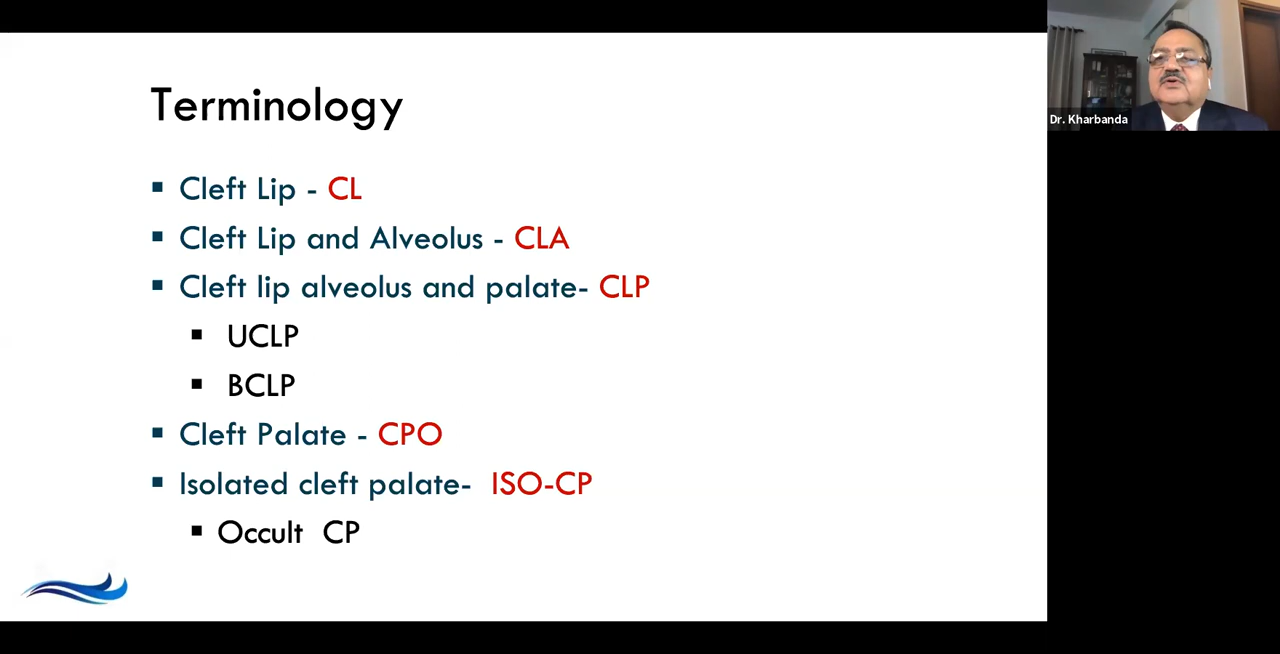 Terminology
Cleft Lip - CL
Cleft Lip and Alveolus - CLA
Cleft lip alveolus and palate- CLP
UCLP
BCLP
Cleft Palate - CPO
Isolated cleft palate- ISO-CP
Occult CP
Dr. Kharbanda